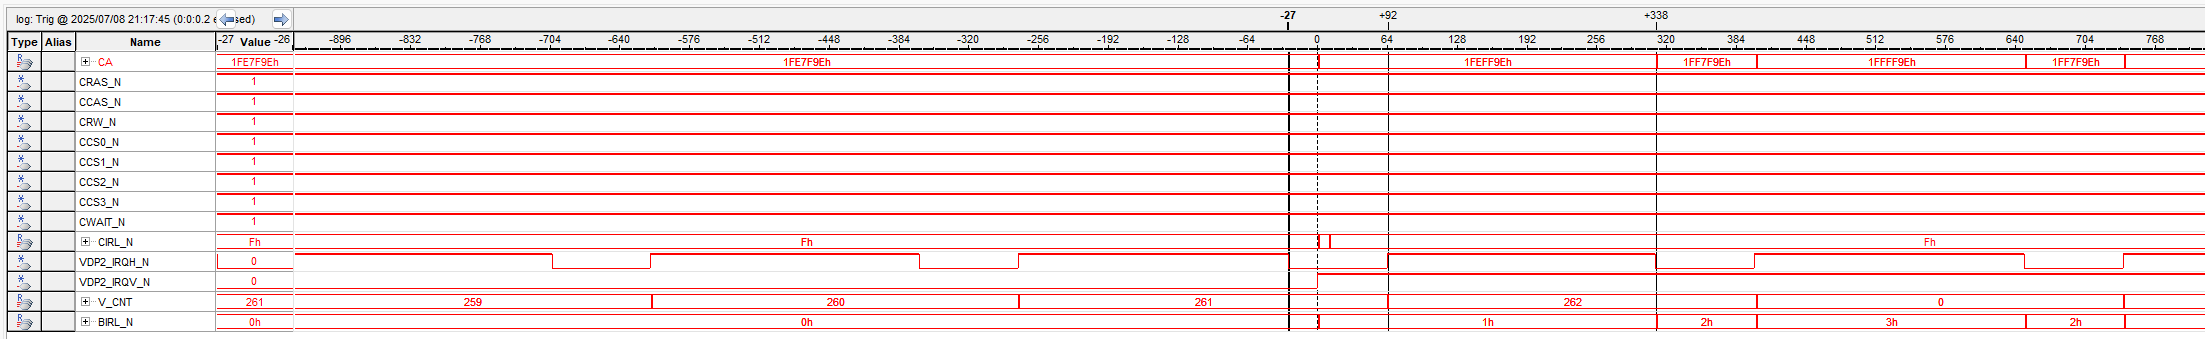 log: Trig @ 2025/07/08 21:17:45 (0:0:0.2 sed)
-27 +92 +338
Type Alias Name -27 Value -26 -896 -832 -768 -704 -640 -576 -512 -448 -384 -320 -256 -192 -128 -64 0 64 128 192 256 320 384 448 512 576 640 704 768
CA 1FE7F9Eh 1FE7F9Eh 1FEFF9Eh 1FF7F9Eh 1FFFF9Eh 1FF7F9Eh
CRAS_N 1
CCAS_N 1
CRW_N 1
CCS0_N 1
CCS1_N 1
CCS2_N 1
CCS3_N 1
CWAIT_N 1
CIRL_N Fh Fh Fh
VDP2_IRQH_N 0
VDP2_IRQV_N 0
V_CNT 261 259 260 261 262 0
BIRL_N 0h 0h 1h 2h 3h 2h